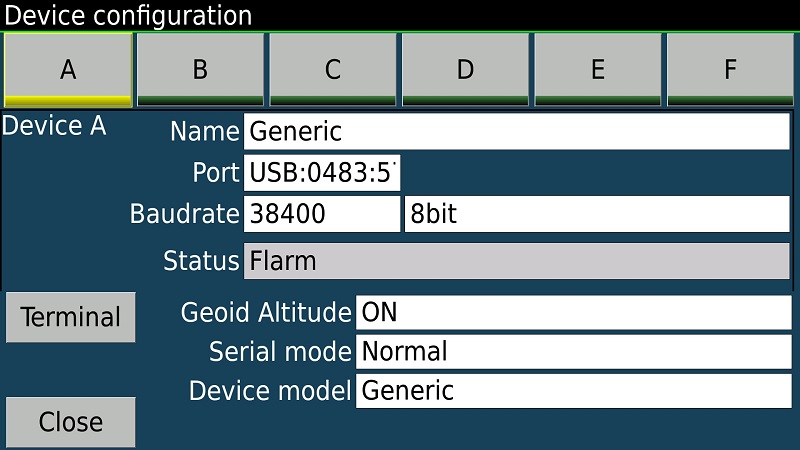 Device configuration
A B C D E F
Device A
Name Generic
Port USB:0483:5
Baudrate 38400 8bit
Status Flarm
Terminal
Geoid Altitude ON
Serial mode Normal
Device model Generic
Close